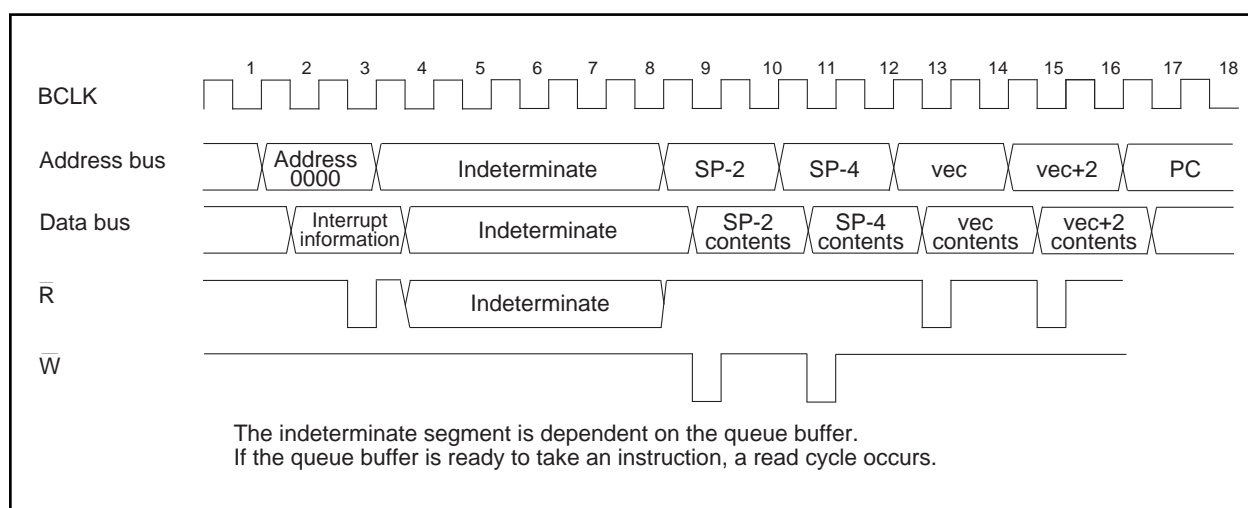 1 2 3 4 5 6 7 8 9 10 11 12 13 14 15 16 17 18
BCLK
Address bus
Address
0000
Indeterminate
SP-2
SP-4
vec
vec+2
PC
Data bus
Interrupt
information
Indeterminate
SP-2
contents
SP-4
contents
vec
contents
vec+2
contents
R
Indeterminate
W
The indeterminate segment is dependent on the queue buffer.
If the queue buffer is ready to take an instruction, a read cycle occurs.